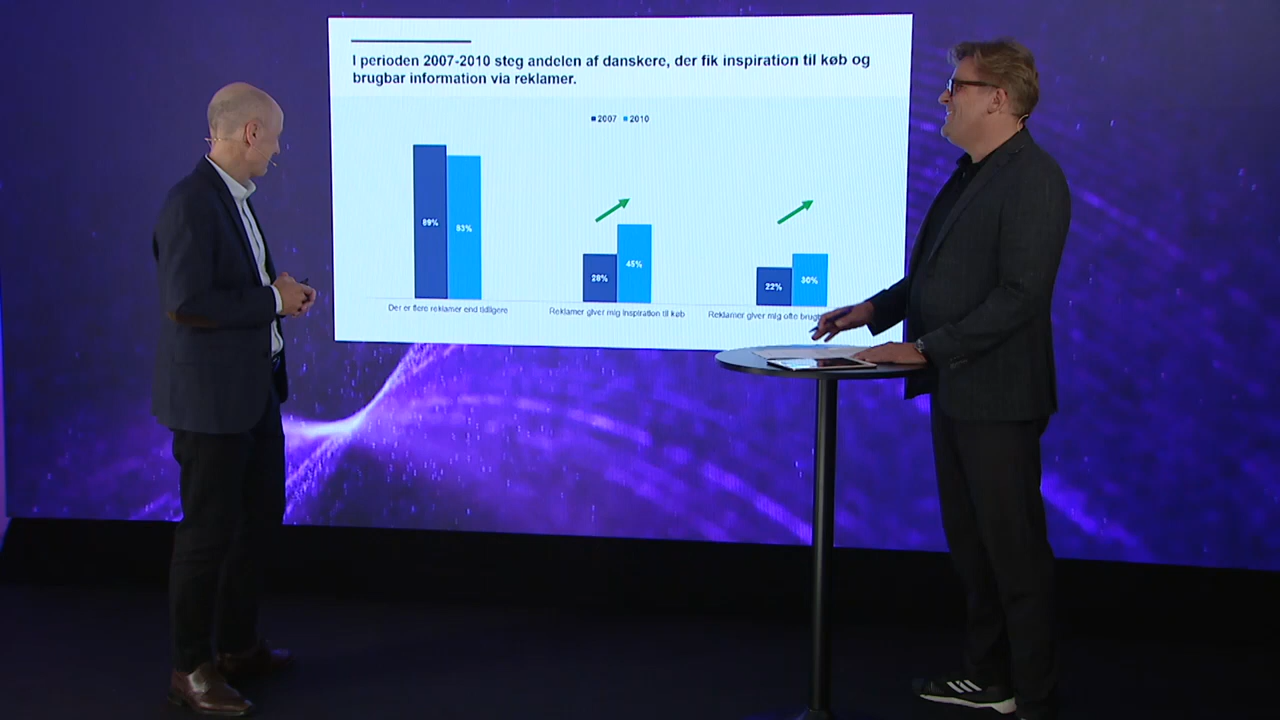 I perioden 2007-2010 steg andelen af danskere, der fik inspiration til køb og
brugbar information via reklamer.
2007 2010
89%
83%
28%
45%
22%
30%
Der er flere reklamer end tidligere
Reklamer giver mig inspiration til køb
Reklamer giver mig ofte